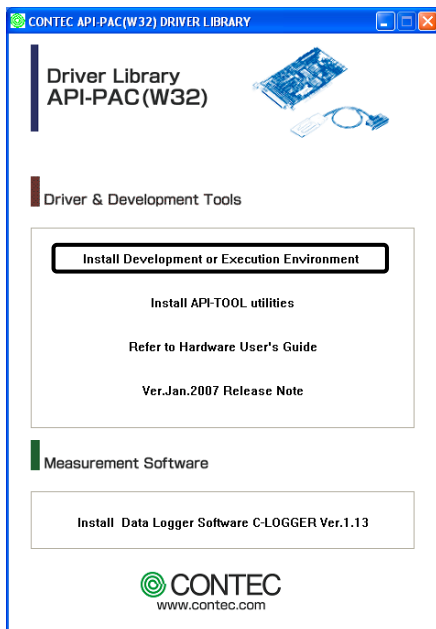 CONTEC API-PAC(W32) DRIVER LIBRARY
Driver Library
API-PAC(W32)
Driver & Development Tools
Install Development or Execution Environment
Install API-TOOL utilities
Refer to Hardware User's Guide
Ver.Jan.2007 Release Note
Measurement Software
Install Data Logger Software C-LOGGER Ver.1.13
CONTEC
www.contec.com